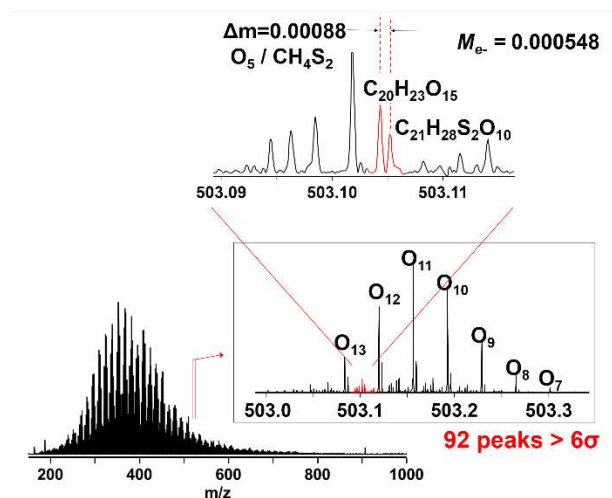 Δm=0.00088
O₅ / CH₄S₂
Mₑ₋ = 0.000548
C₂₀H₂₃O₁₅
C₂₁H₂₈S₂O₁₀
503.09 503.10 503.11
O₁₃ O₁₂ O₁₁ O₁₀ O₉ O₈ O₇
503.0 503.1 503.2 503.3
92 peaks > 6σ
200 400 600 800 1000
m/z